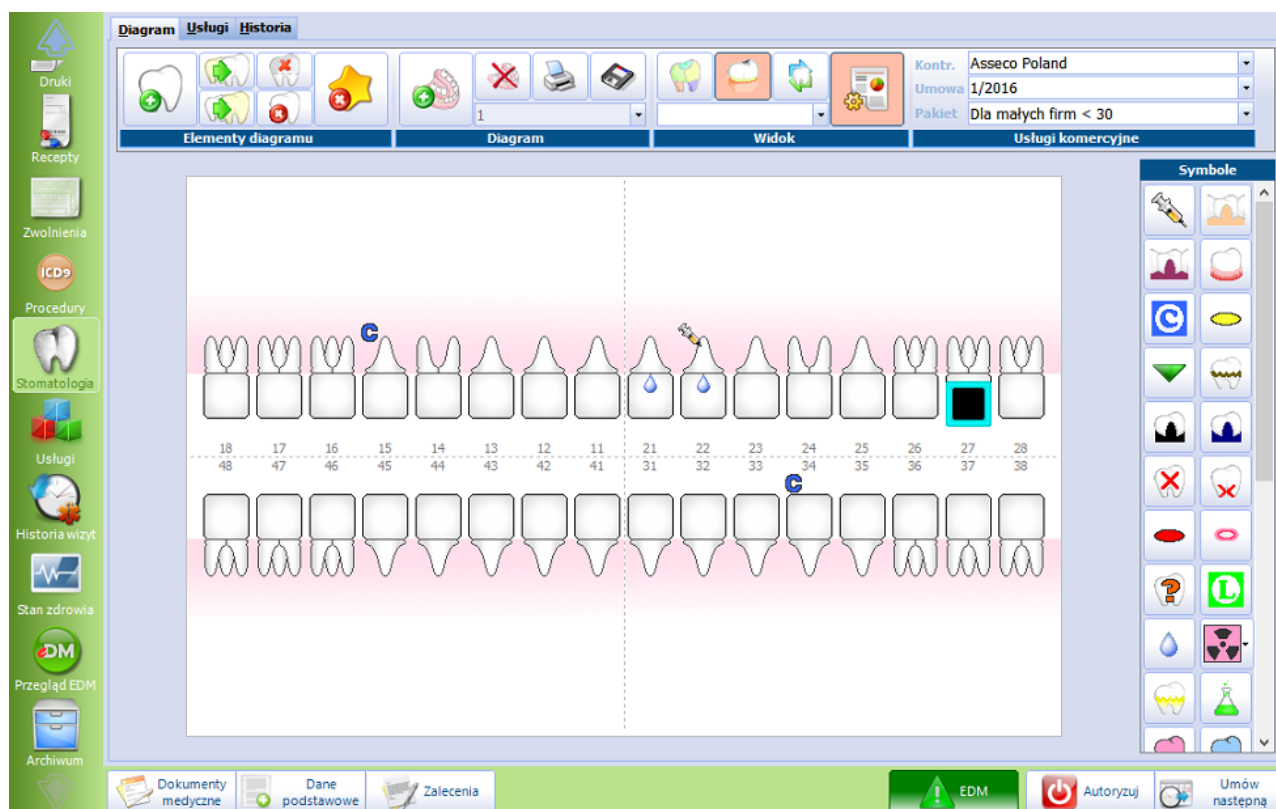 Diagram Usługi Historia
Druki
Recepty
Zwolnienia
ICD9
Procedury
Stomatologia
Usługi
Historia wizyt
Stan zdrowia
eDM
Przegląd EDM
Archiwum
1
Elementy diagramu
Diagram
Widok
Kontr. Asseco Poland
Umowa 1/2016
Pakiet Dla małych firm < 30
Usługi komercyjne
C
18 17 16 15 14 13 12 11 21 22 23 24 25 26 27 28
48 47 46 45 44 43 42 41 31 32 33 34 35 36 37 38
C
Symbole
C
?
L
Dokumenty
medyczne
Dane
podstawowe
Zalecenia
EDM
Autoryzuj
Umów
następną